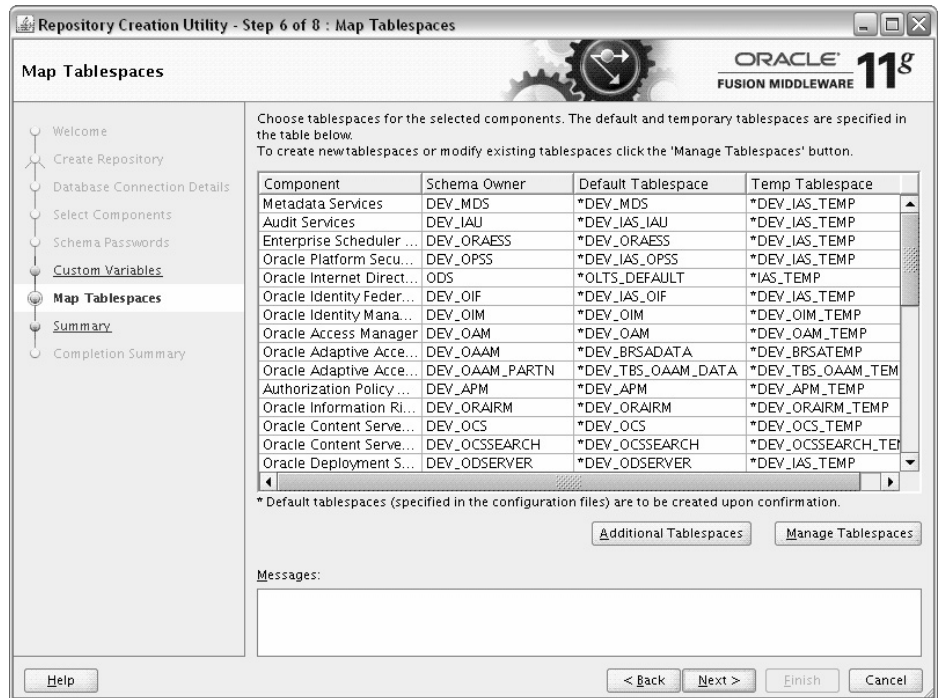 Repository Creation Utility - Step 6 of 8 : Map Tablespaces
Map Tablespaces
ORACLE
FUSION MIDDLEWARE
11g
Welcome
Create Repository
Database Connection Details
Select Components
Schema Passwords
Custom Variables
Map Tablespaces
Summary
Completion Summary
Choose tablespaces for the selected components. The default and temporary tablespaces are specified in
the table below.
To create new tablespaces or modify existing tablespaces click the 'Manage Tablespaces' button.
Component Schema Owner Default Tablespace Temp Tablespace
Metadata Services DEV_MDS *DEV_MDS *DEV_IAS_TEMP
Audit Services DEV_IAU *DEV_IAS_IAU *DEV_IAS_TEMP
Enterprise Scheduler ... DEV_ORAESS *DEV_ORAESS *DEV_IAS_TEMP
Oracle Platform Secu... DEV_OPSS *DEV_IAS_OPSS *DEV_IAS_TEMP
Oracle Internet Direct... ODS *OLTS_DEFAULT *IAS_TEMP
Oracle Identity Feder... DEV_OIF *DEV_IAS_OIF *DEV_IAS_TEMP
Oracle Identity Mana... DEV_OIM *DEV_OIM *DEV_OIM_TEMP
Oracle Access Manager DEV_OAM *DEV_OAM *DEV_OAM_TEMP
Oracle Adaptive Acce... DEV_OAAM *DEV_BRSADATA *DEV_BRSATEMP
Oracle Adaptive Acce... DEV_OAAM_PARTN *DEV_TBS_OAAM_DATA *DEV_TBS_OAAM_TEM
Authorization Policy ... DEV_APM *DEV_APM *DEV_APM_TEMP
Oracle Information Ri... DEV_ORAIRM *DEV_ORAIRM *DEV_ORAIRM_TEMP
Oracle Content Serve... DEV_OCS *DEV_OCS *DEV_OCS_TEMP
Oracle Content Serve... DEV_OCSSEARCH *DEV_OCSSEARCH *DEV_OCSSEARCH_TEM
Oracle Deployment S... DEV_ODSERVER *DEV_ODSERVER *DEV_IAS_TEMP
* Default tablespaces (specified in the configuration files) are to be created upon confirmation.
Additional Tablespaces
Manage Tablespaces
Messages:
Help
< Back
Next >
Finish
Cancel